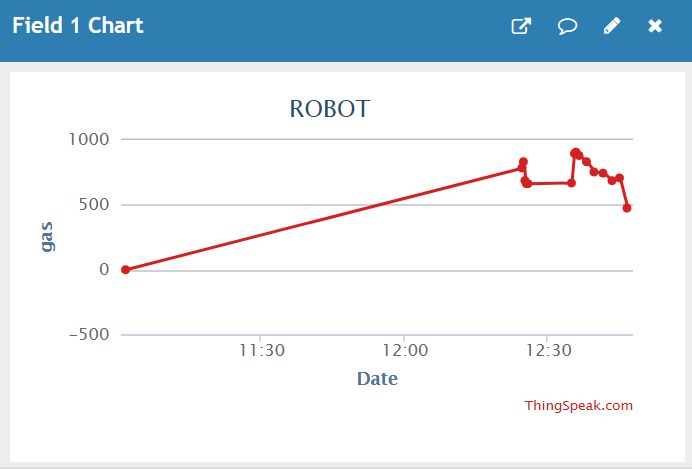 Field 1 Chart
ROBOT
1000
500
0
−500
gas
11:30 12:00 12:30
Date
ThingSpeak.com